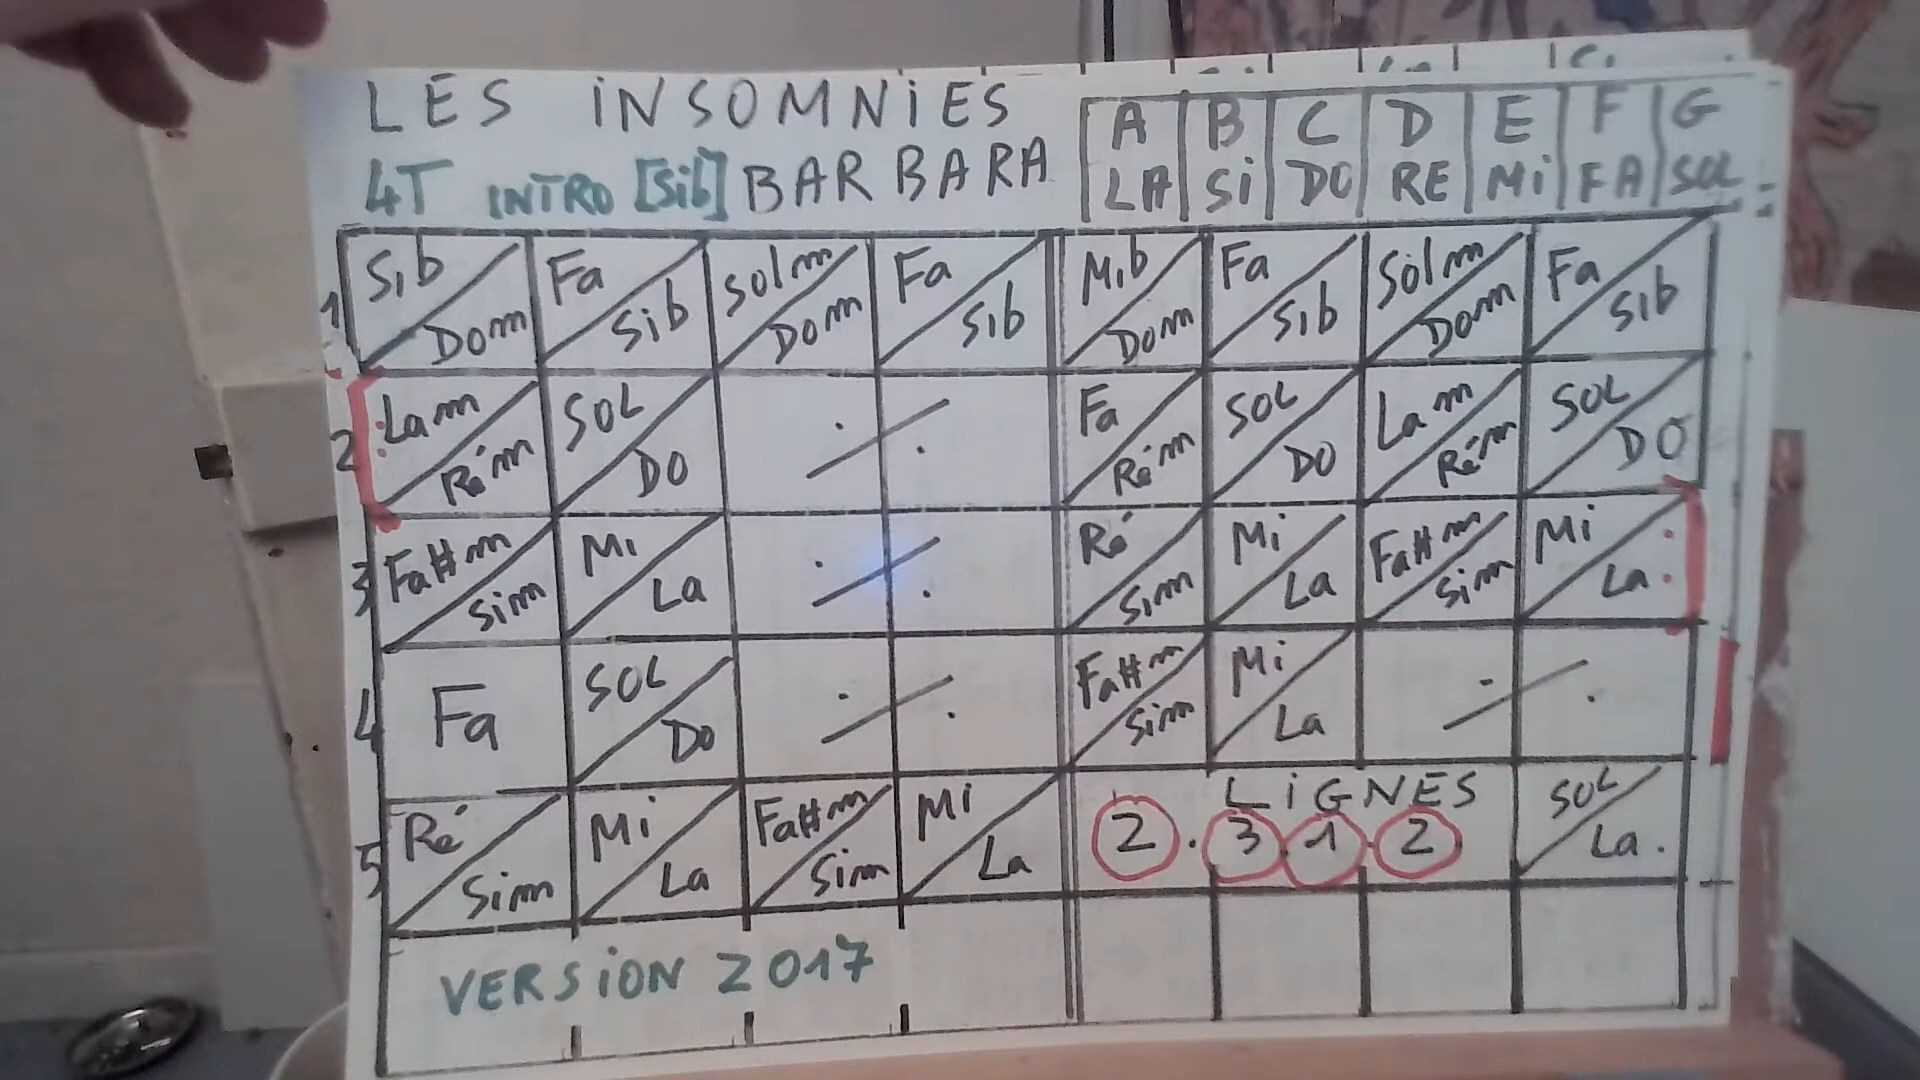 LES INSOMNIES
4T INTRO [Sib] BARBARA
A B C D E F G
LA Si DO RE Mi FA SOL
1 Sib / Dom Fa / Sib Solm / Dom Fa / Sib Mib / Dom Fa / Sib Solm / Dom Fa / Sib
2 Lam / Rém SOL / DO ٪ Fa / Rém SOL / DO Lam / Rém SOL / DO
3 Fa#m / Sim Mi / La ٪ Ré / Sim Mi / La Fa#m / Sim Mi / La
4 Fa SOL / Do ٪ Fa#m / Sim Mi / La ٪
5 Ré / Sim Mi / La Fa#m / Sim Mi / La LiGNES 2 . 3 1 . 2 SOL / La .
VERSION 2017